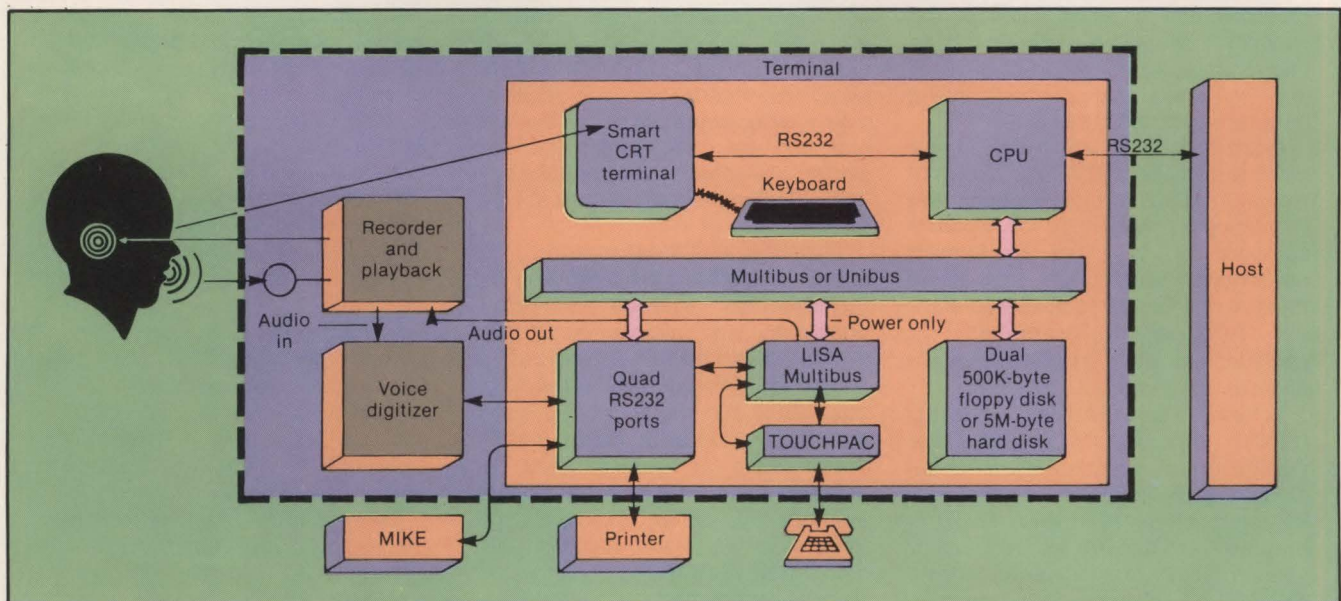 Terminal
Smart
CRT
terminal
RS232
CPU
RS232
Keyboard
Recorder
and
playback
Host
Multibus or Unibus
Audio
in
Audio out
Power only
Voice
digitizer
Quad
RS232
ports
LISA
Multibus
TOUCHPAC
Dual
500K-byte
floppy disk
or 5M-byte
hard disk
MIKE
Printer